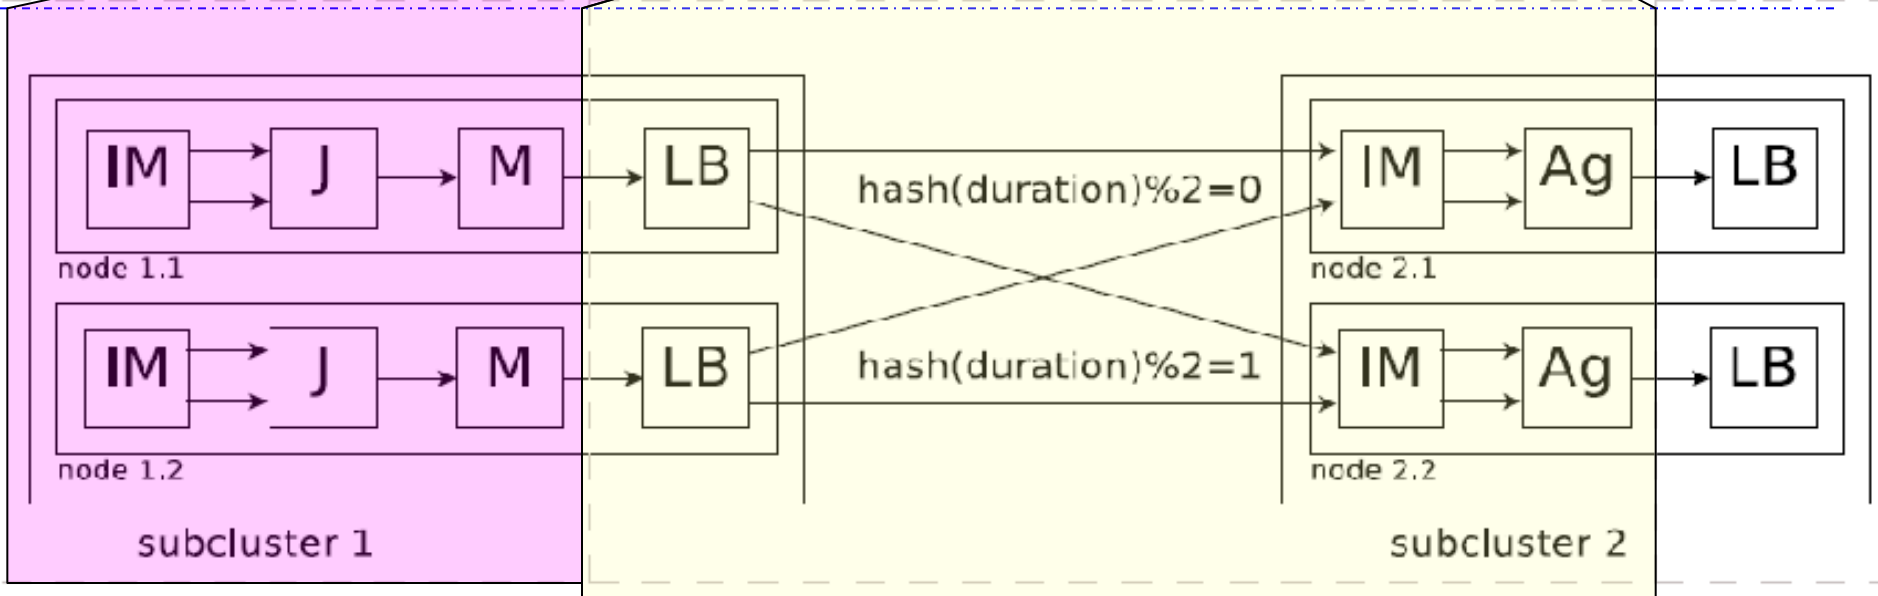 IM J M LB IM Ag LB
hash(duration)%2=0
node 1.1 node 2.1
IM J M LB IM Ag LB
hash(duration)%2=1
node 1.2 node 2.2
subcluster 1 subcluster 2